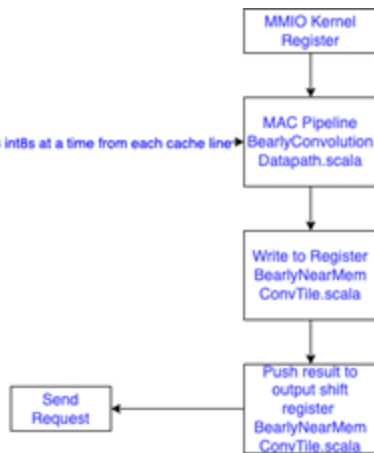 MMIO Kernel
Register
int8s at a time from each cache line
MAC Pipeline
BearlyConvolution
Datapath.scala
Write to Register
BearlyNearMem
ConvTile.scala
Push result to
output shift
register
BearlyNearMem
ConvTile.scala
Send
Request